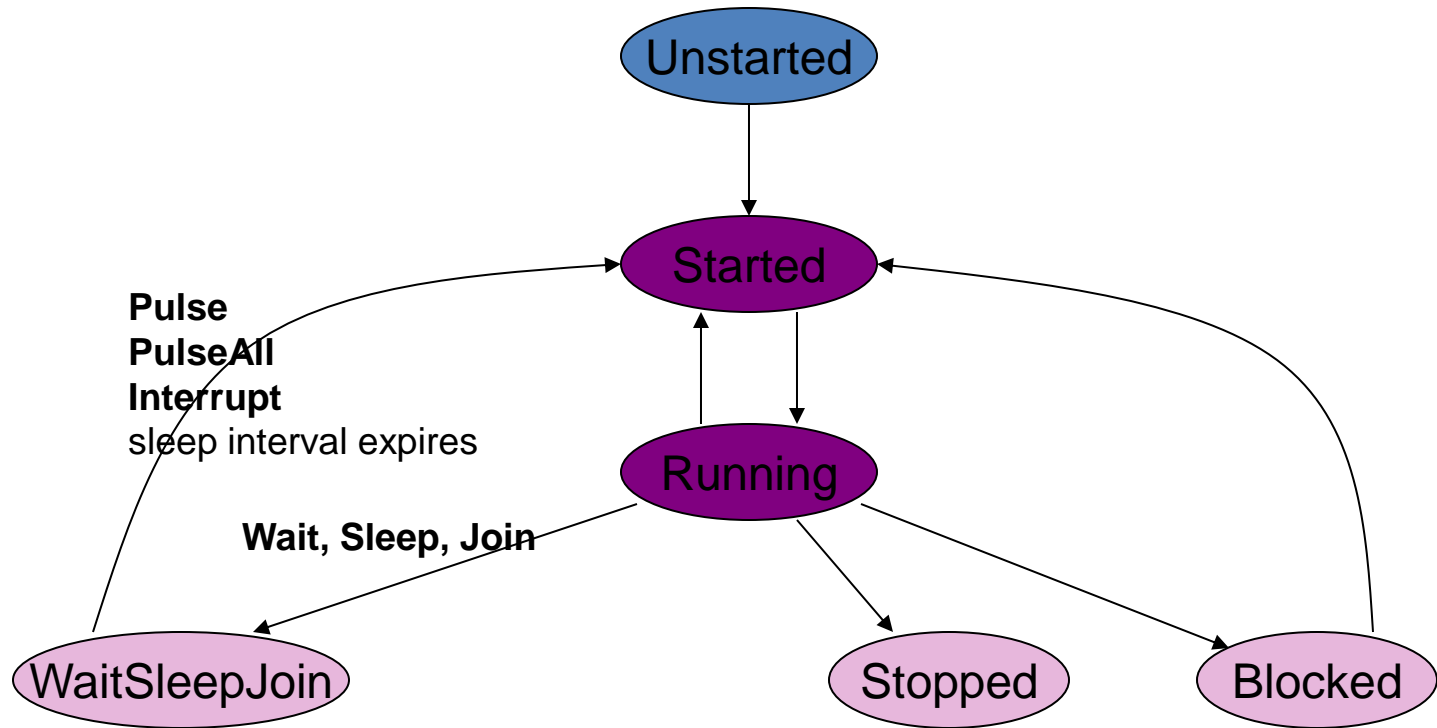 Unstarted
Started
Pulse
PulseAll
Interrupt
sleep interval expires
Running
Wait, Sleep, Join
WaitSleepJoin
Stopped
Blocked